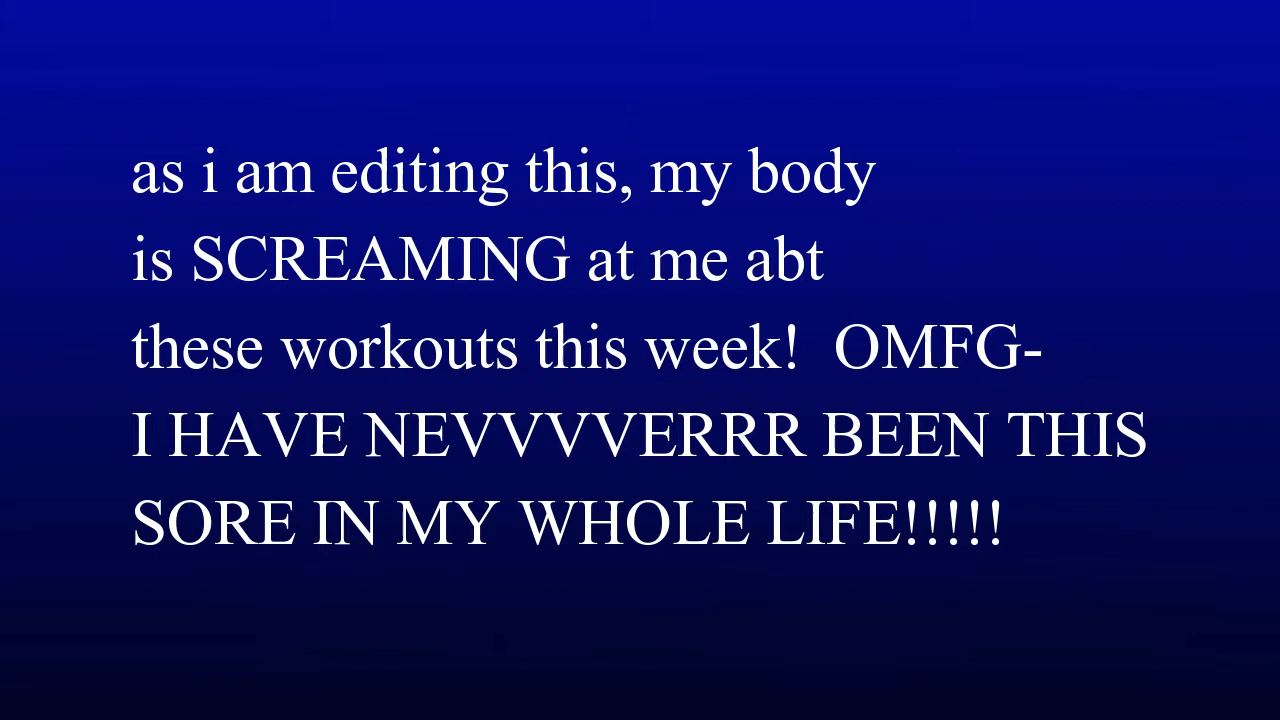 as i am editing this, my body
is SCREAMING at me abt
these workouts this week!  OMFG-
I HAVE NEVVVVERRR BEEN THIS
SORE IN MY WHOLE LIFE!!!!!